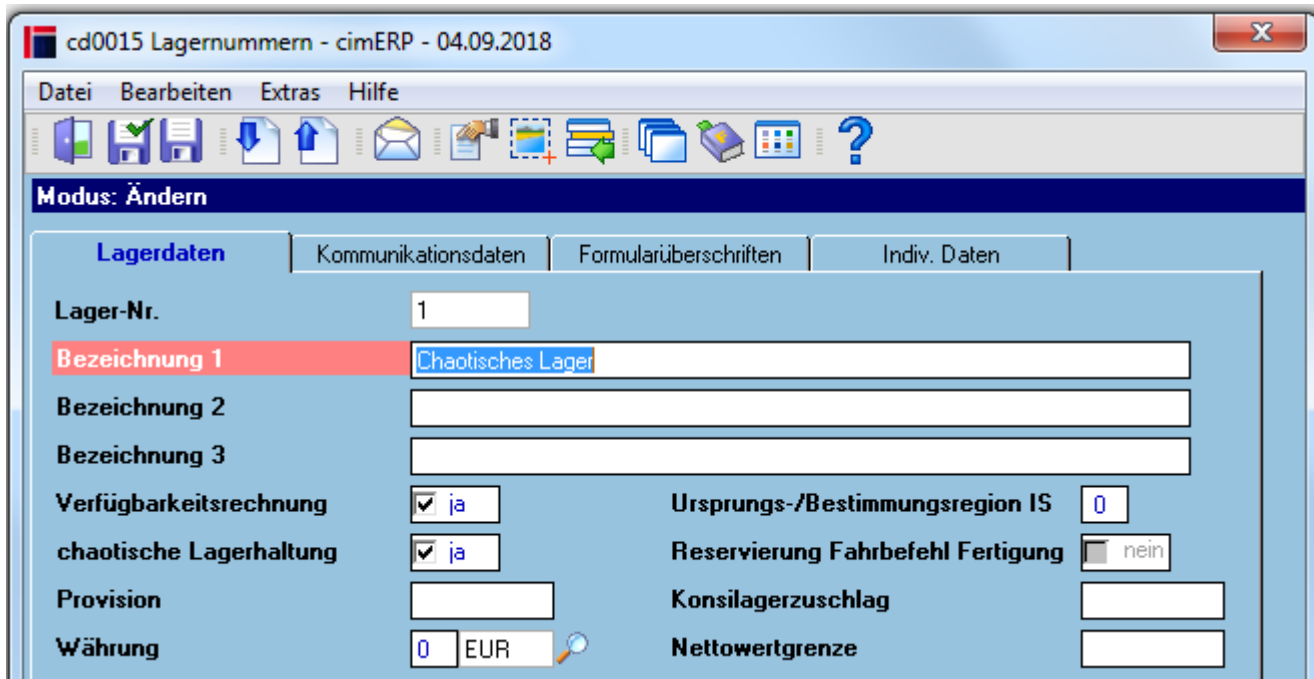 cd0015 Lagernummern - cimERP - 04.09.2018
Datei Bearbeiten Extras Hilfe
Modus: Ändern
Lagerdaten Kommunikationsdaten Formularüberschriften Indiv. Daten
Lager-Nr. 1
Bezeichnung 1 Chaotisches Lager
Bezeichnung 2
Bezeichnung 3
Verfügbarkeitsrechnung ja Ursprungs-/Bestimmungsregion IS 0
chaotische Lagerhaltung ja Reservierung Fahrbefehl Fertigung nein
Provision Konsilagerzuschlag
Währung 0 EUR Nettowertgrenze